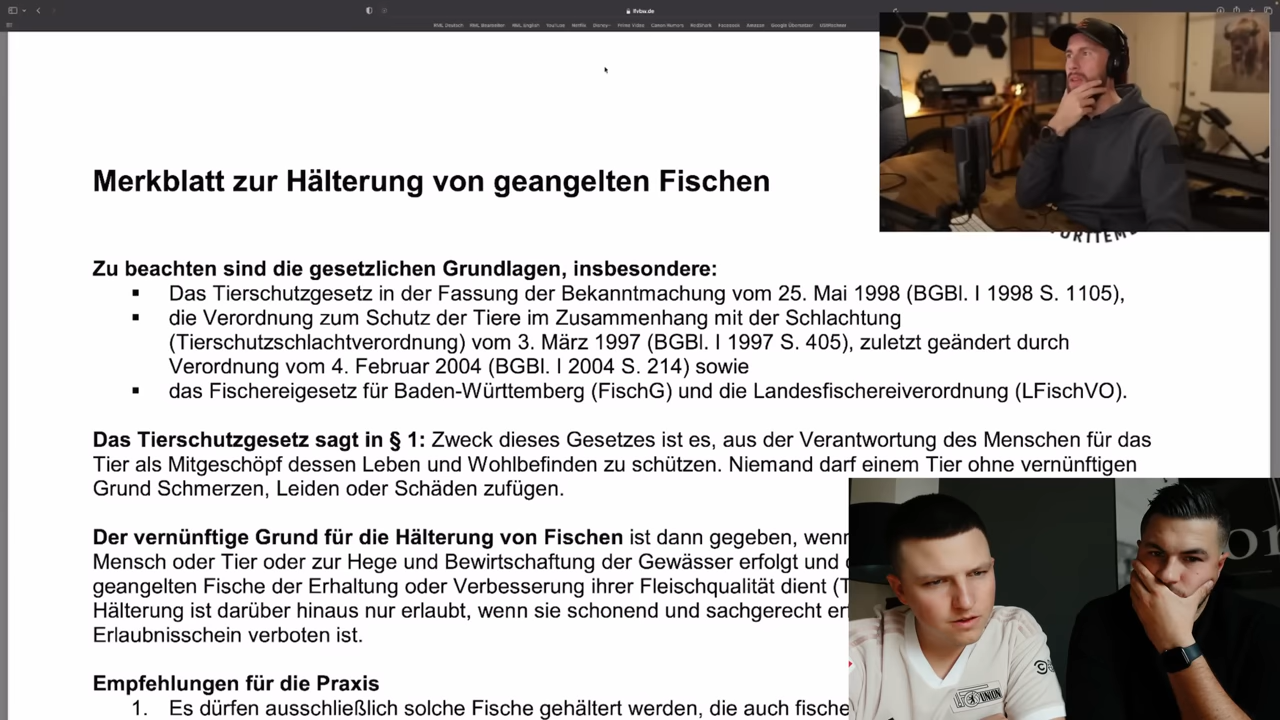 lfvbw.de
Merkblatt zur Hälterung von geangelten Fischen
Zu beachten sind die gesetzlichen Grundlagen, insbesondere:
▪ Das Tierschutzgesetz in der Fassung der Bekanntmachung vom 25. Mai 1998 (BGBl. I 1998 S. 1105),
▪ die Verordnung zum Schutz der Tiere im Zusammenhang mit der Schlachtung
(Tierschutzschlachtverordnung) vom 3. März 1997 (BGBl. I 1997 S. 405), zuletzt geändert durch
Verordnung vom 4. Februar 2004 (BGBl. I 2004 S. 214) sowie
▪ das Fischereigesetz für Baden-Württemberg (FischG) und die Landesfischereiverordnung (LFischVO).
Das Tierschutzgesetz sagt in § 1: Zweck dieses Gesetzes ist es, aus der Verantwortung des Menschen für das
Tier als Mitgeschöpf dessen Leben und Wohlbefinden zu schützen. Niemand darf einem Tier ohne vernünftigen
Grund Schmerzen, Leiden oder Schäden zufügen.
Der vernünftige Grund für die Hälterung von Fischen ist dann gegeben, wenn
Mensch oder Tier oder zur Hege und Bewirtschaftung der Gewässer erfolgt und
geangelten Fische der Erhaltung oder Verbesserung ihrer Fleischqualität dient (T
Hälterung ist darüber hinaus nur erlaubt, wenn sie schonend und sachgerecht er
Erlaubnisschein verboten ist.
Empfehlungen für die Praxis
1. Es dürfen ausschließlich solche Fische gehältert werden, die auch fische
UNION